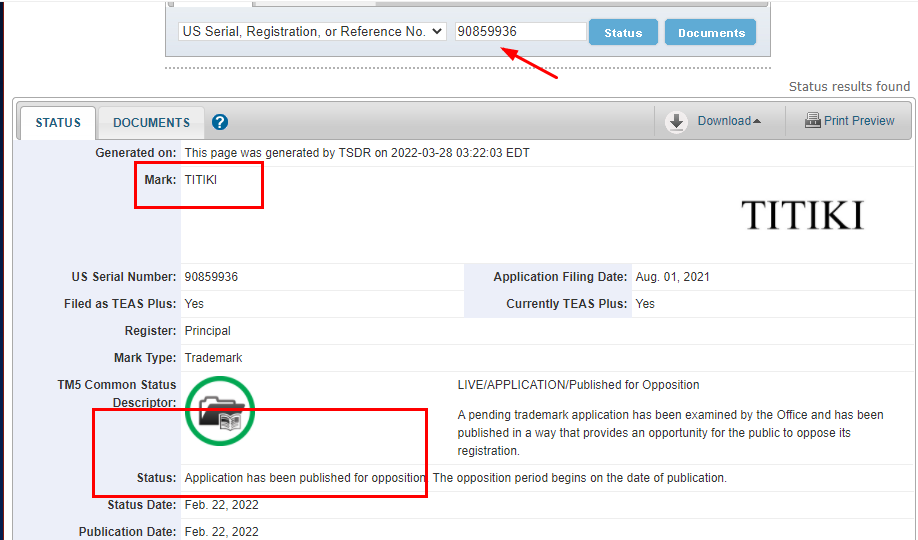 US Serial, Registration, or Reference No. 90859936 Status Documents
Status results found
STATUS DOCUMENTS ? Download Print Preview
Generated on: This page was generated by TSDR on 2022-03-28 03:22:03 EDT
Mark: TITIKI
TITIKI
US Serial Number: 90859936 Application Filing Date: Aug. 01, 2021
Filed as TEAS Plus: Yes Currently TEAS Plus: Yes
Register: Principal
Mark Type: Trademark
TM5 Common Status
Descriptor:
LIVE/APPLICATION/Published for Opposition
A pending trademark application has been examined by the Office and has been
published in a way that provides an opportunity for the public to oppose its
registration.
Status: Application has been published for opposition. The opposition period begins on the date of publication.
Status Date: Feb. 22, 2022
Publication Date: Feb. 22, 2022